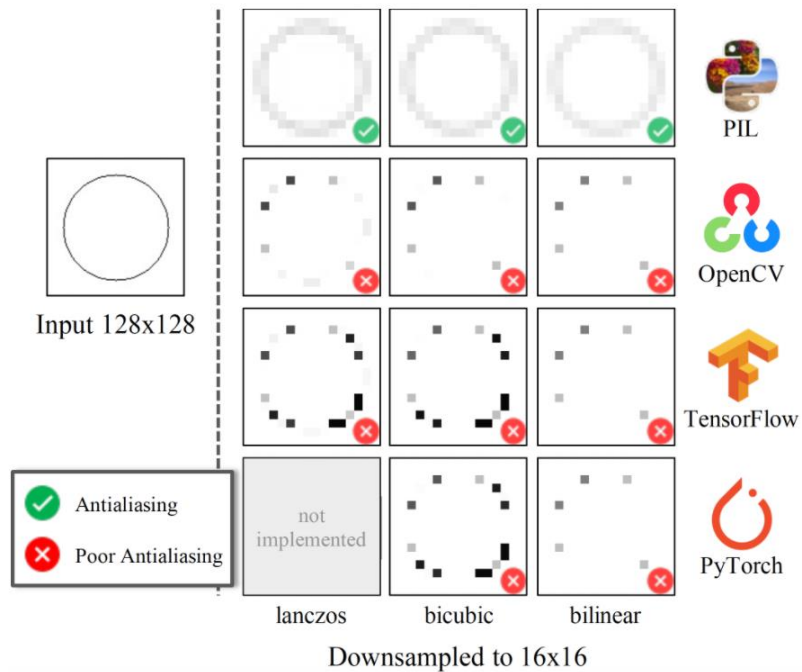 PIL
OpenCV
Input 128x128
TensorFlow
Antialiasing
Poor Antialiasing
not
implemented
PyTorch
lanczos
bicubic
bilinear
Downsampled to 16x16